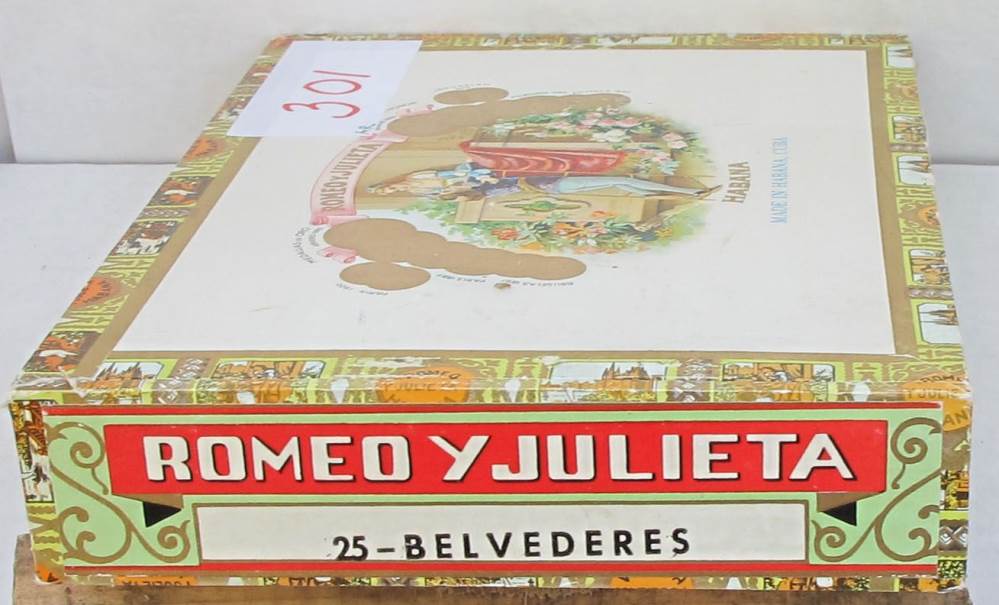 301
ROMEO Y JULIETA
HABANA
MADE IN HABANA, CUBA
ROMEO Y JULIETA
25-BELVEDERES